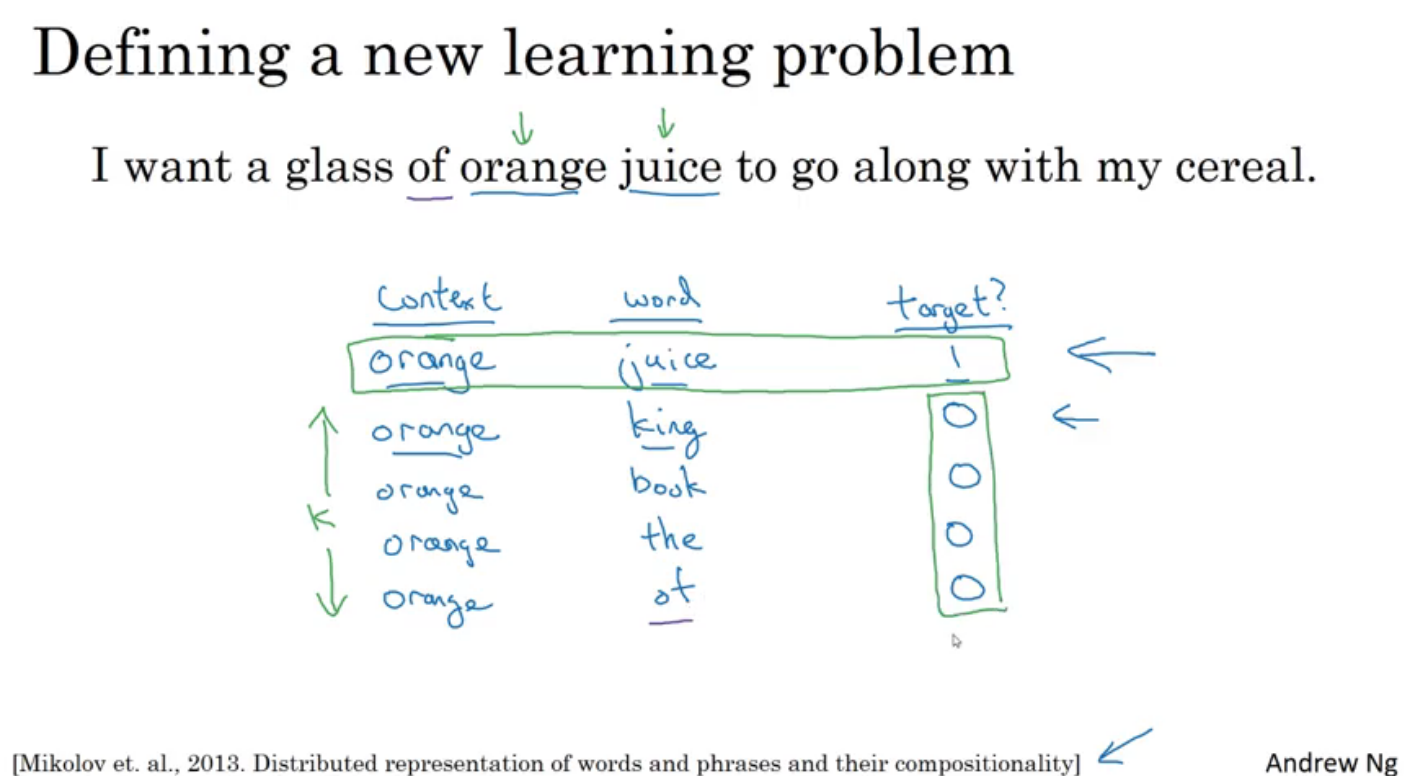 Defining a new learning problem
I want a glass of orange juice to go along with my cereal.
Context word target?
orange juice 1
orange king 0
orange book 0
orange the 0
orange of 0
K
[Mikolov et. al., 2013. Distributed representation of words and phrases and their compositionality] Andrew Ng